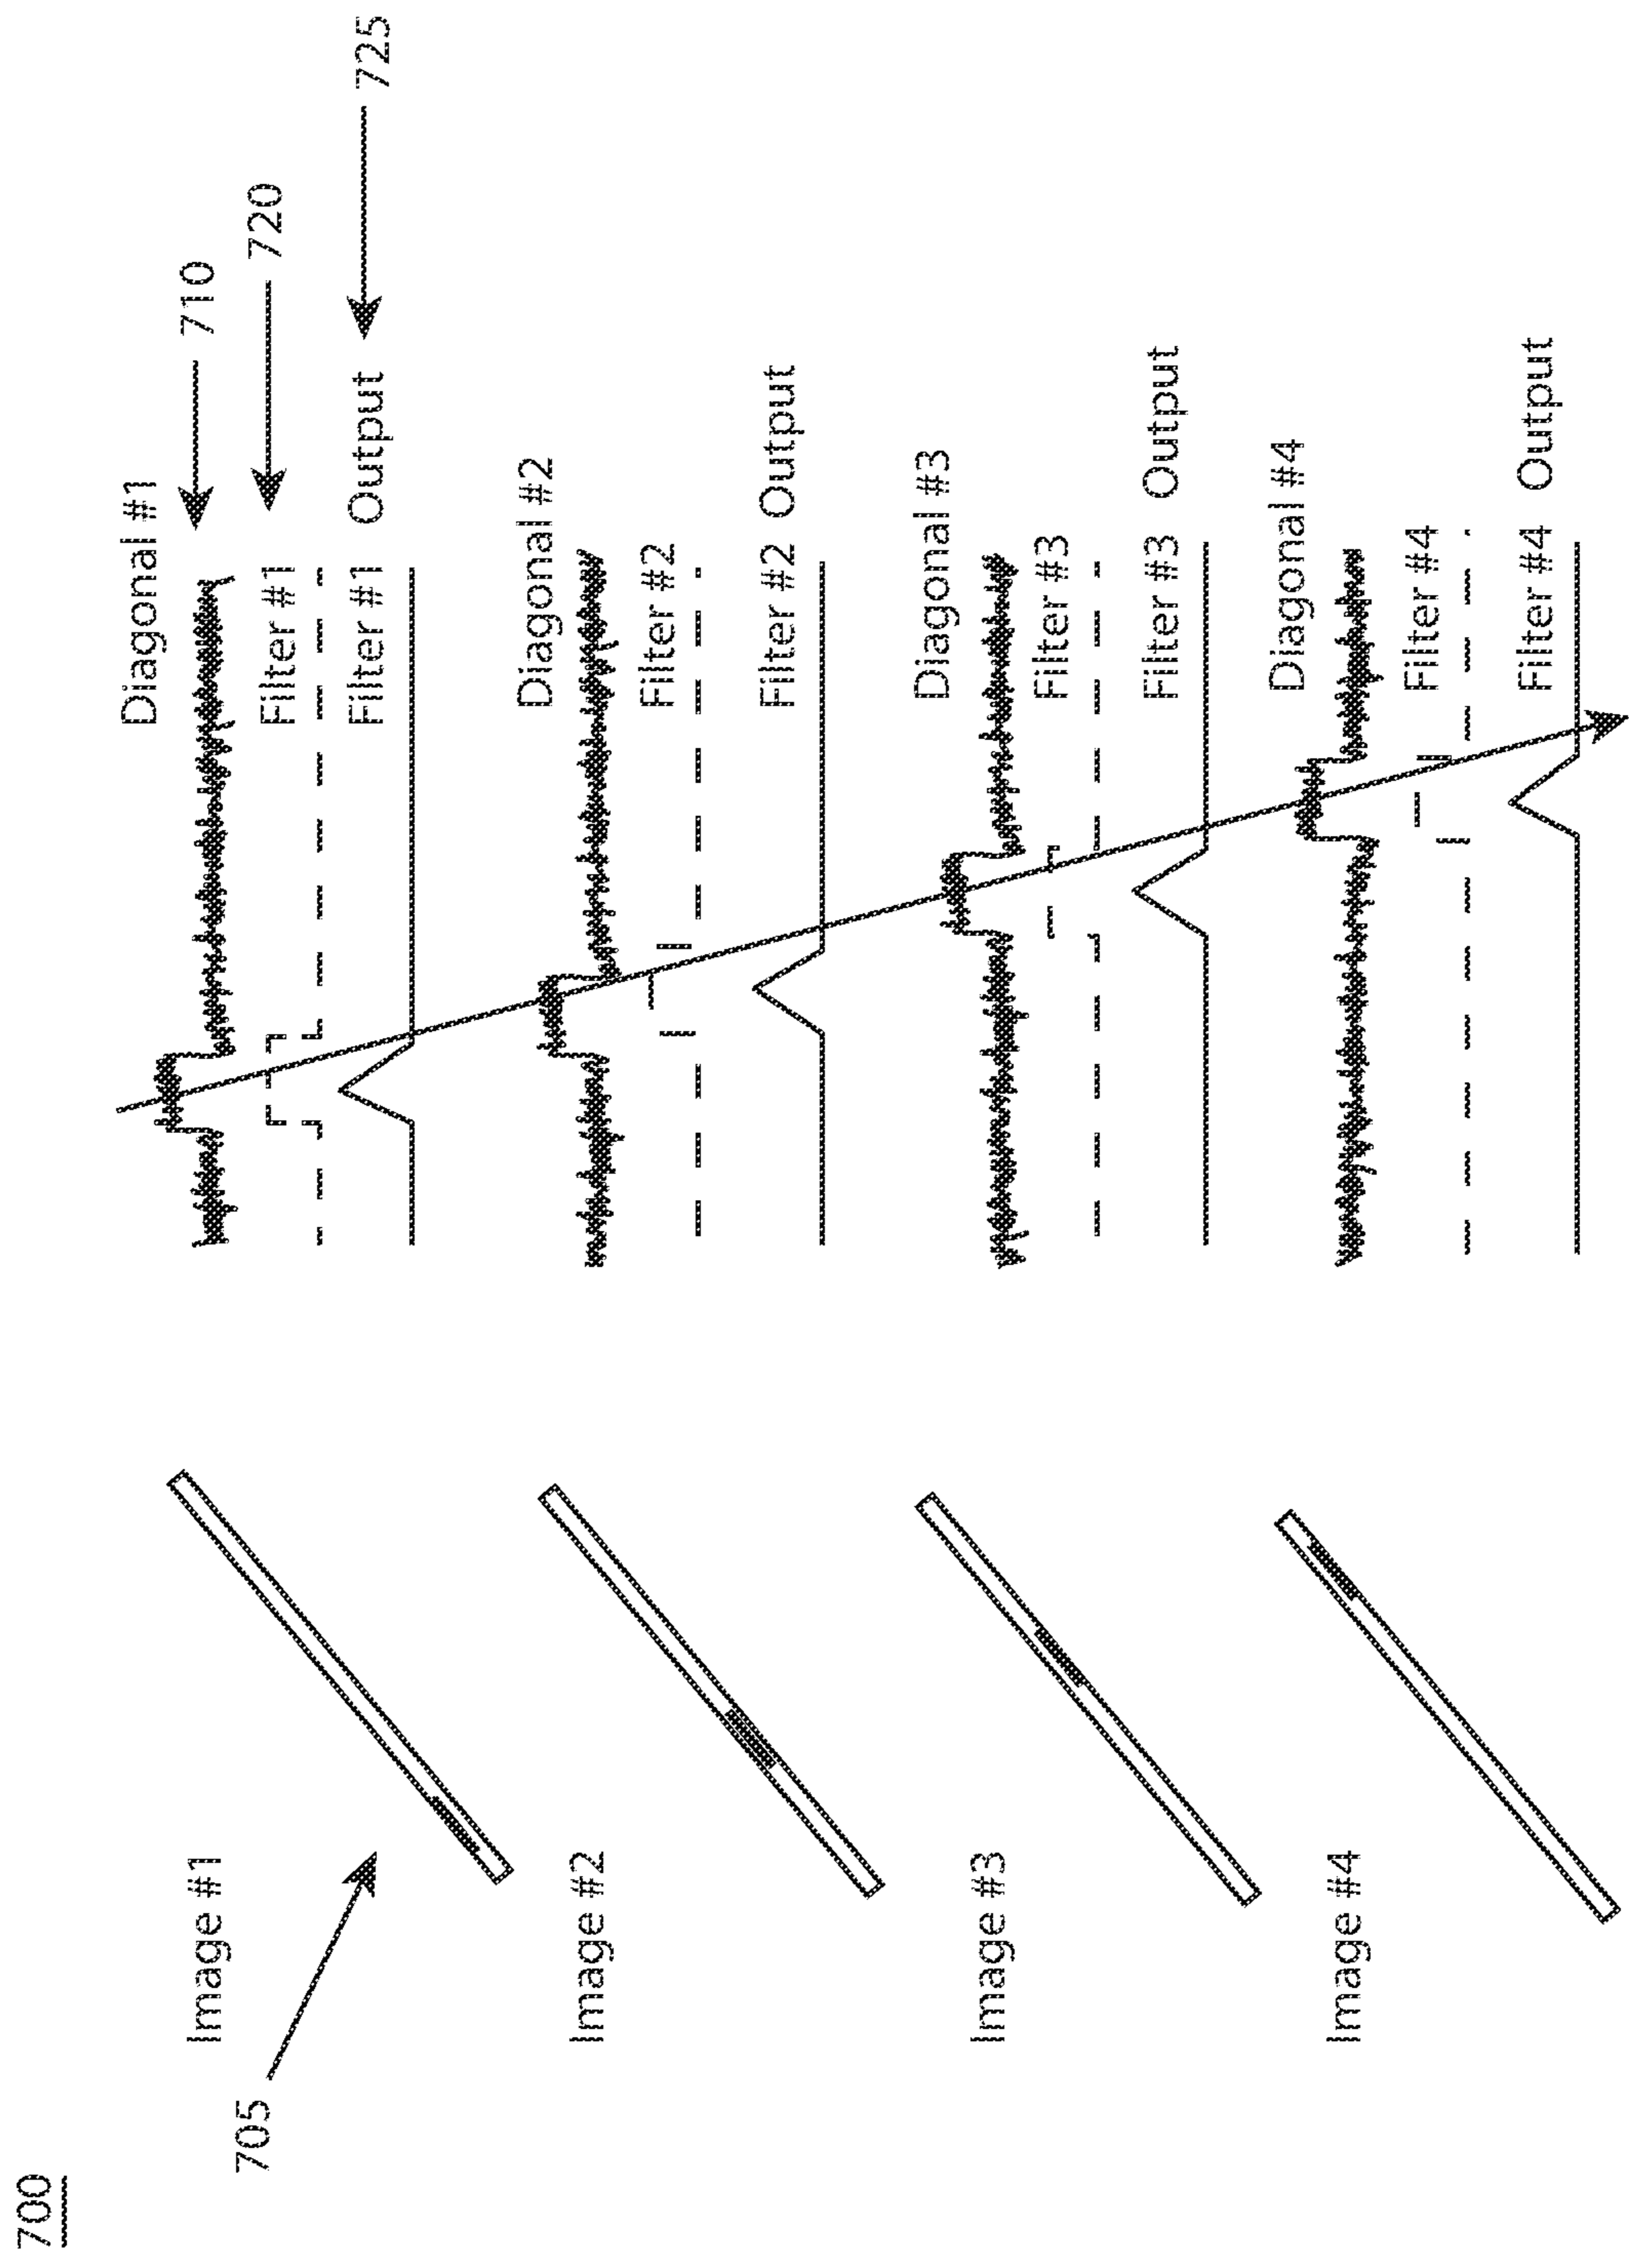 700
705
Image #1
Diagonal #1
710
Filter #1
720
Filter #1 Output
725
Image #2
Diagonal #2
Filter #2
Filter #2 Output
Image #3
Diagonal #3
Filter #3
Filter #3 Output
Image #4
Diagonal #4
Filter #4
Filter #4 Output